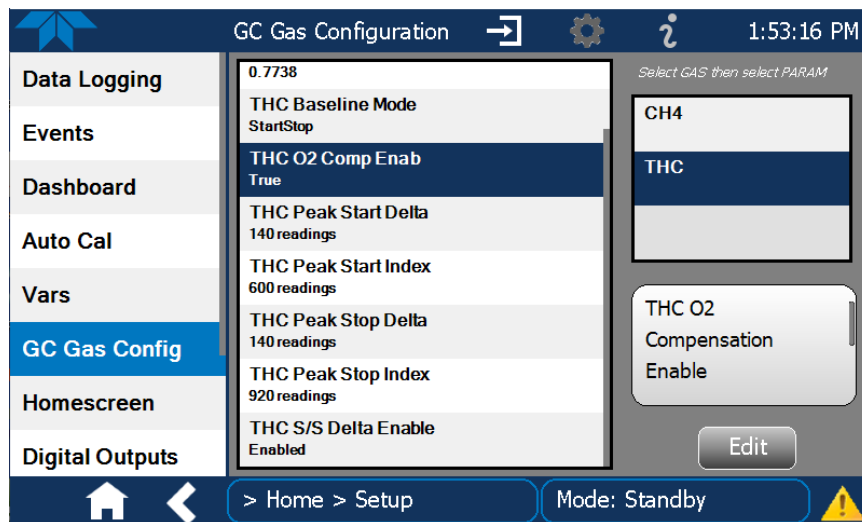 GC Gas Configuration
1:53:16 PM
Data Logging
Events
Dashboard
Auto Cal
Vars
GC Gas Config
Homescreen
Digital Outputs
0.7738
THC Baseline Mode
StartStop
THC O2 Comp Enab
True
THC Peak Start Delta
140 readings
THC Peak Start Index
600 readings
THC Peak Stop Delta
140 readings
THC Peak Stop Index
920 readings
THC S/S Delta Enable
Enabled
Select GAS then select PARAM
CH4
THC
THC O2
Compensation
Enable
Edit
> Home > Setup
Mode: Standby